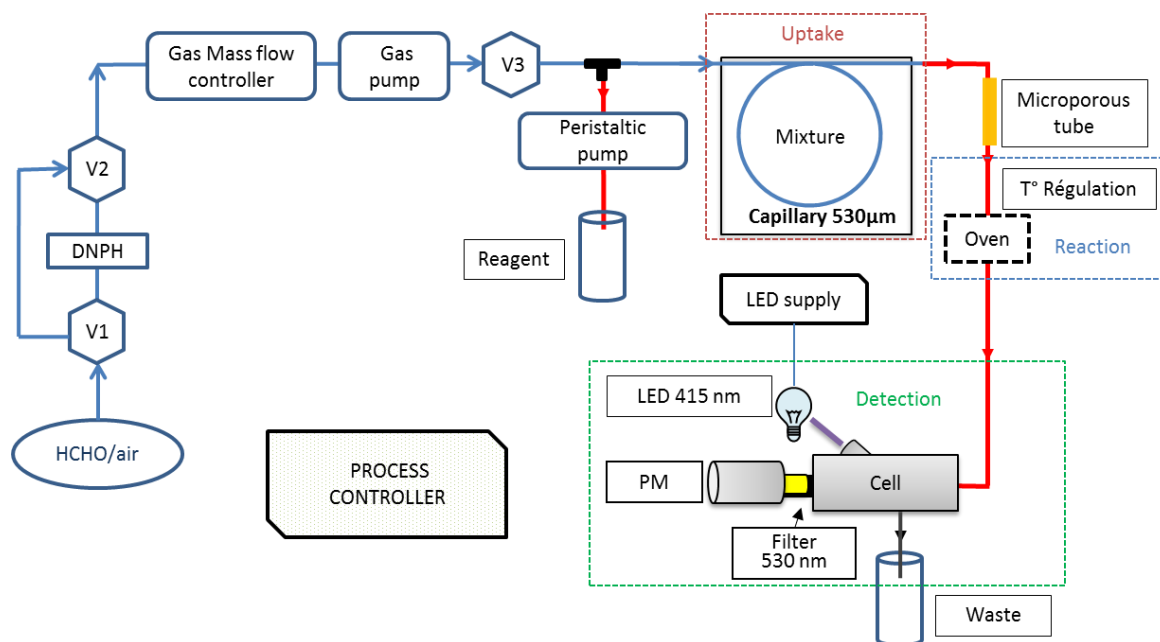 Uptake
Gas Mass flow
controller
Gas
pump
V3
Microporous
tube
Peristaltic
pump
Mixture
V2
T° Régulation
Capillary 530µm
Oven
Reaction
DNPH
Reagent
LED supply
V1
LED 415 nm
Detection
HCHO/air
PROCESS
CONTROLLER
PM
Cell
Filter
530 nm
Waste